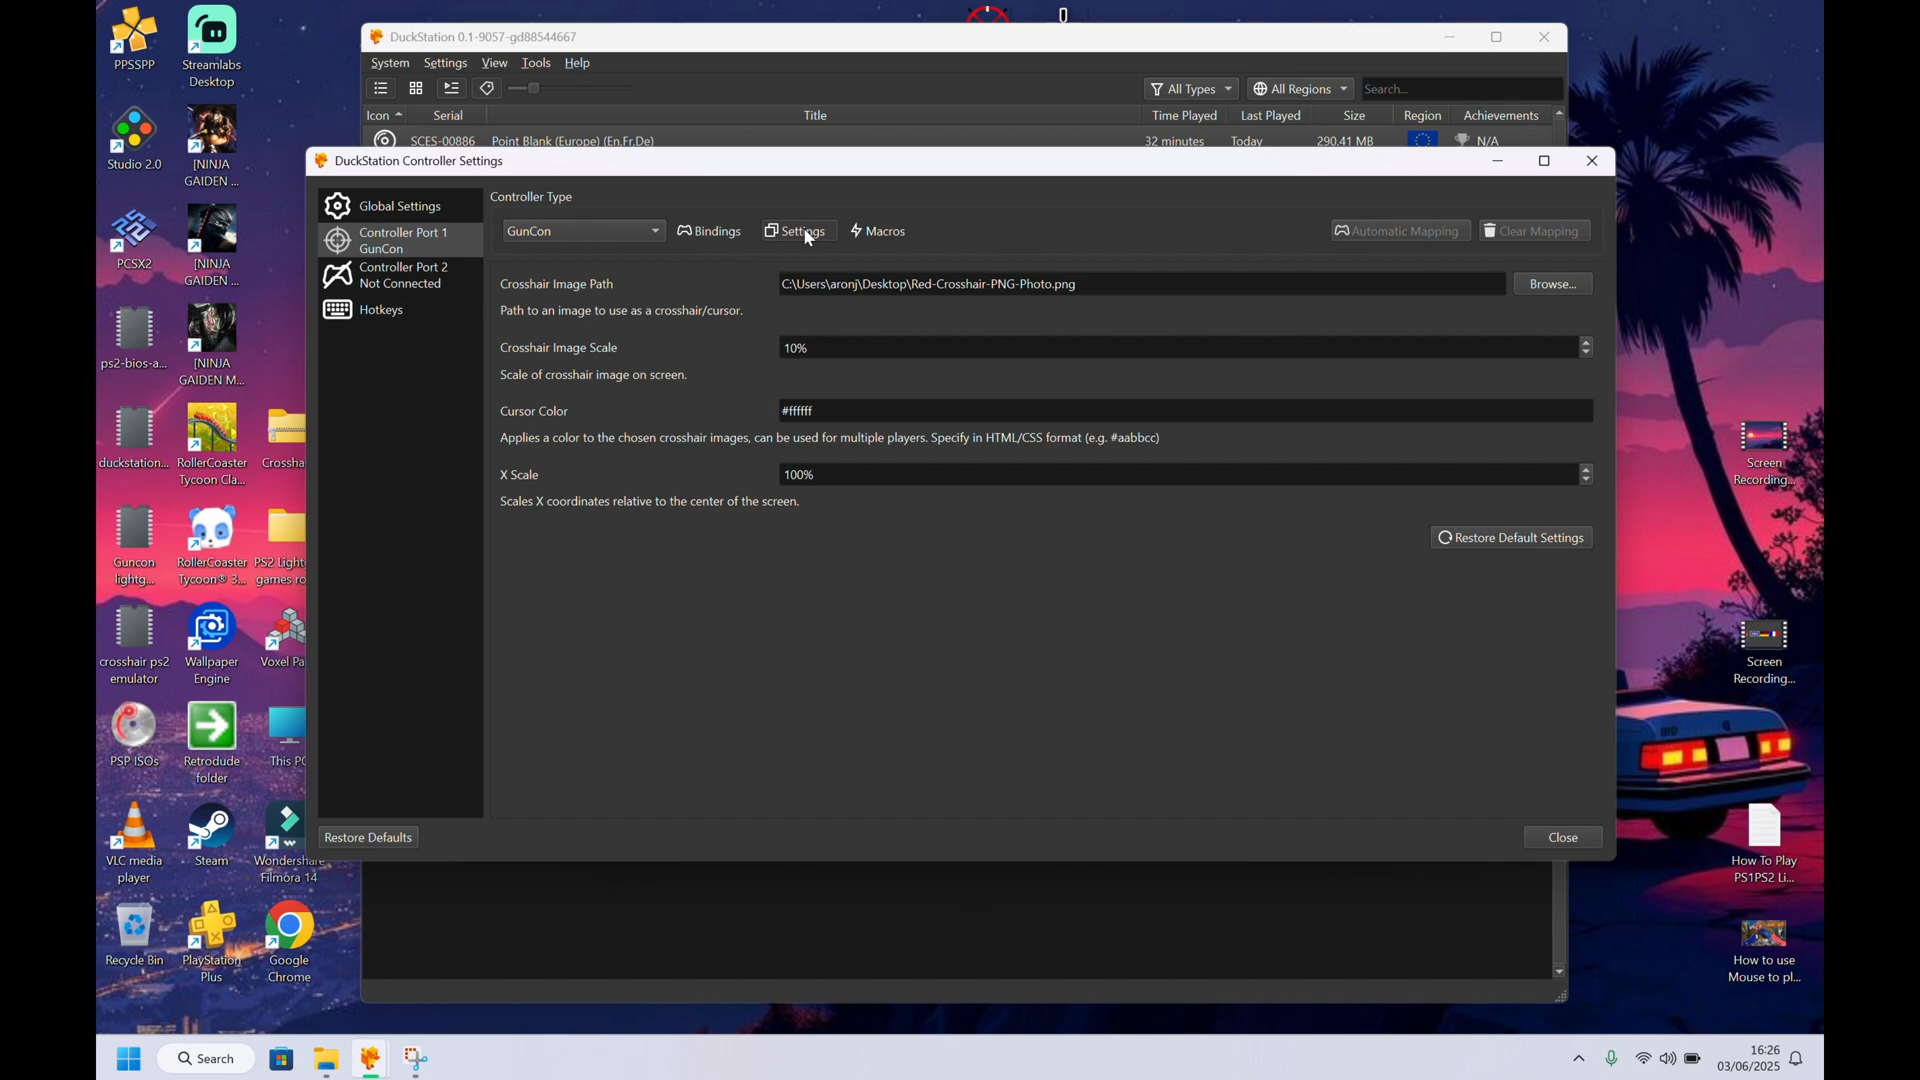 PPSSPP
Streamlabs
Desktop
Studio 2.0
[NINJA
GAIDEN ...
PCSX2
[NINJA
GAIDEN ...
ps2-bios-a...
[NINJA
GAIDEN M...
duckstation...
RollerCoaster
Tycoon Cla...
Crossha
Guncon
lightg...
RollerCoaster
Tycoon® 3...
PS2 Light
games ro
crosshair ps2
emulator
Wallpaper
Engine
Voxel Pa
PSP ISOs
Retrodude
folder
This PC
VLC media
player
Steam
Wondershare
Filmora 14
Recycle Bin
PlayStation
Plus
Google
Chrome
DuckStation 0.1-9057-gd88544667
System Settings View Tools Help
All Types
All Regions
Search...
Icon Serial Title Time Played Last Played Size Region Achievements
SCES-00886 Point Blank (Europe) (En,Fr,De) 32 minutes Today 290.41 MB N/A
DuckStation Controller Settings
Global Settings
Controller Port 1
GunCon
Controller Port 2
Not Connected
Hotkeys
Controller Type
GunCon
Bindings
Settings
Macros
Automatic Mapping
Clear Mapping
Crosshair Image Path
C:\Users\aronj\Desktop\Red-Crosshair-PNG-Photo.png
Browse...
Path to an image to use as a crosshair/cursor.
Crosshair Image Scale
10%
Scale of crosshair image on screen.
Cursor Color
#ffffff
Applies a color to the chosen crosshair images, can be used for multiple players. Specify in HTML/CSS format (e.g. #aabbcc)
X Scale
100%
Scales X coordinates relative to the center of the screen.
Restore Default Settings
Restore Defaults
Close
Screen
Recording...
Screen
Recording...
How To Play
PS1PS2 Li...
How to use
Mouse to pl...
Search
16:26
03/06/2025